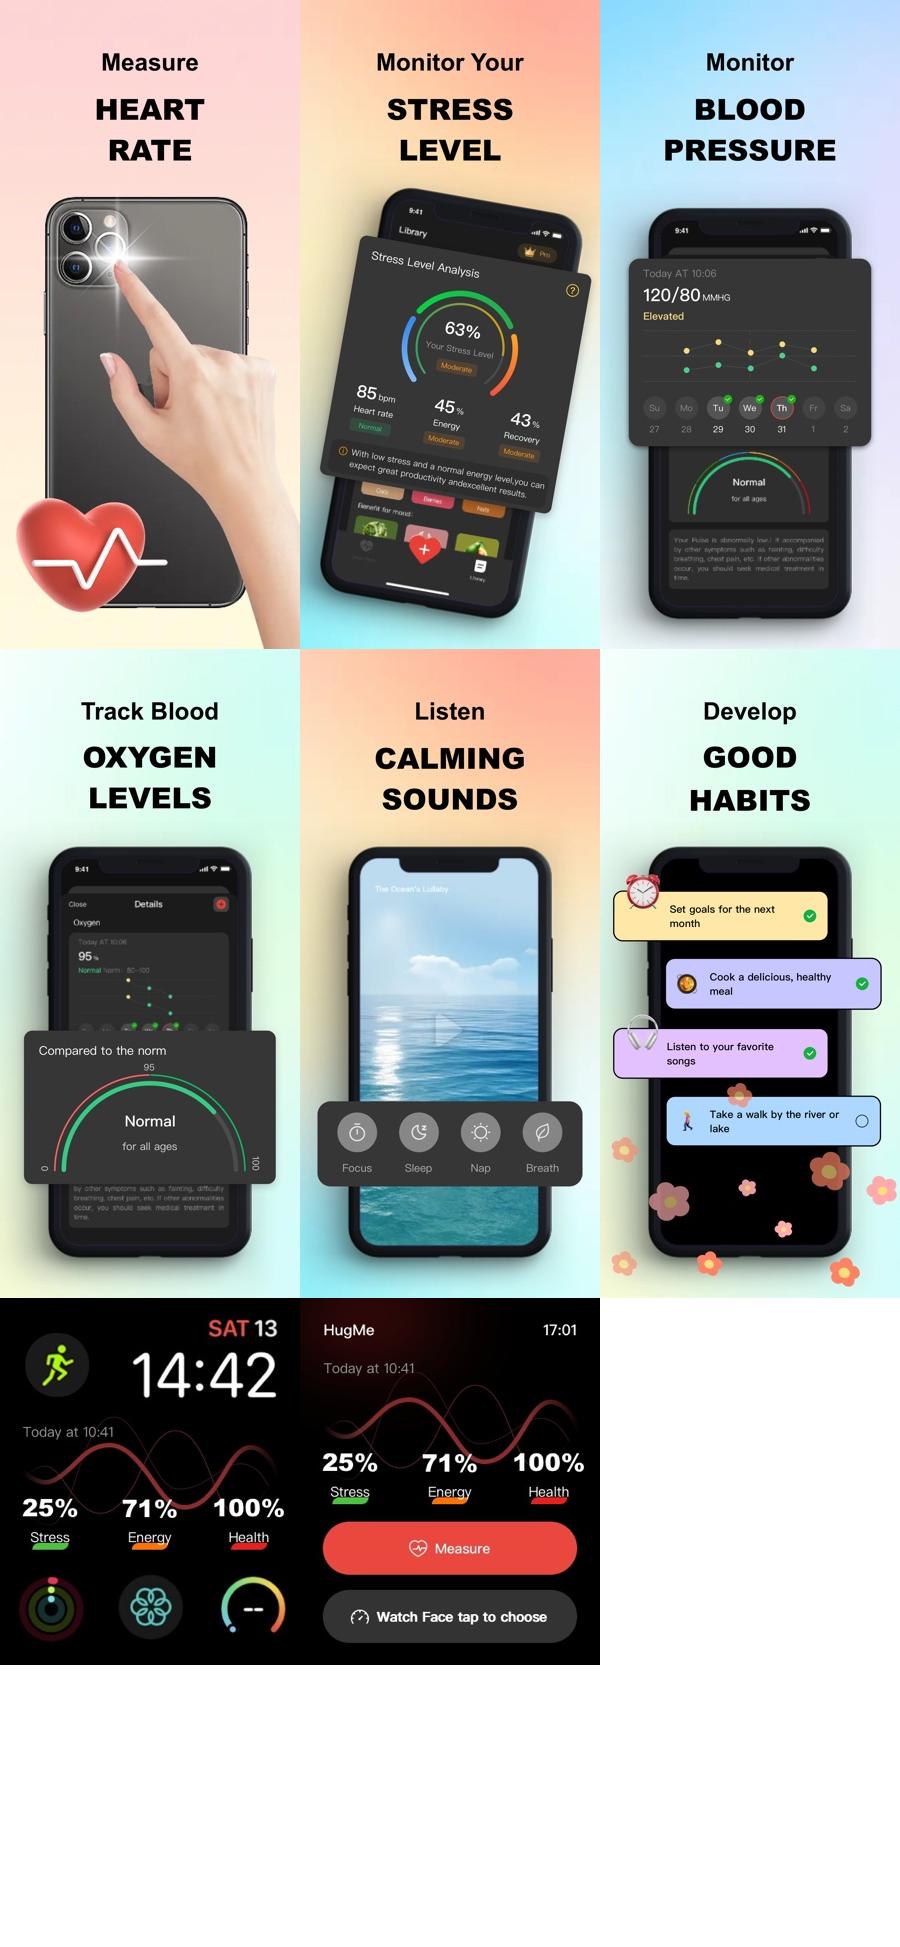 Measure
HEART
RATE
Monitor Your
STRESS
LEVEL
9:41
Library
Pro
Stress Level Analysis
?
63%
Your Stress Level
Moderate
85 bpm
Heart rate
Normal
45 %
Energy
Moderate
43 %
Recovery
Moderate
With low stress and a normal energy level,you can
expect great productivity andexcellent results.
Oats
Berries
Nuts
Benefit for mood:
Library
Monitor
BLOOD
PRESSURE
9:41
Today AT 10:06
120/80 MMHG
Elevated
Su Mo Tu We Th Fr Sa
27 28 29 30 31 1 2
Normal
for all ages
Your Pulse is abnormally low.! If accompanied
by other symptoms such as fainting, difficulty
breathing, chest pain, etc. If other abnormalities
occur, you should seek medical treatment in
time.
Track Blood
OXYGEN
LEVELS
9:41
Close
Details
Oxygen
Today AT 10:06
95 %
Normal Norm: 80-100
Compared to the norm
95
Normal
for all ages
0
100
by other symptoms such as fainting, difficulty
breathing, chest pain, etc. If other abnormalities
occur, you should seek medical treatment in
time.
Listen
CALMING
SOUNDS
The Ocean's Lullaby
Focus
Sleep
Nap
Breath
Develop
GOOD
HABITS
Set goals for the next
month
Cook a delicious, healthy
meal
Listen to your favorite
songs
Take a walk by the river or
lake
SAT 13
14:42
Today at 10:41
25%
Stress
71%
Energy
100%
Health
--
HugMe
17:01
Today at 10:41
25%
Stress
71%
Energy
100%
Health
Measure
Watch Face tap to choose